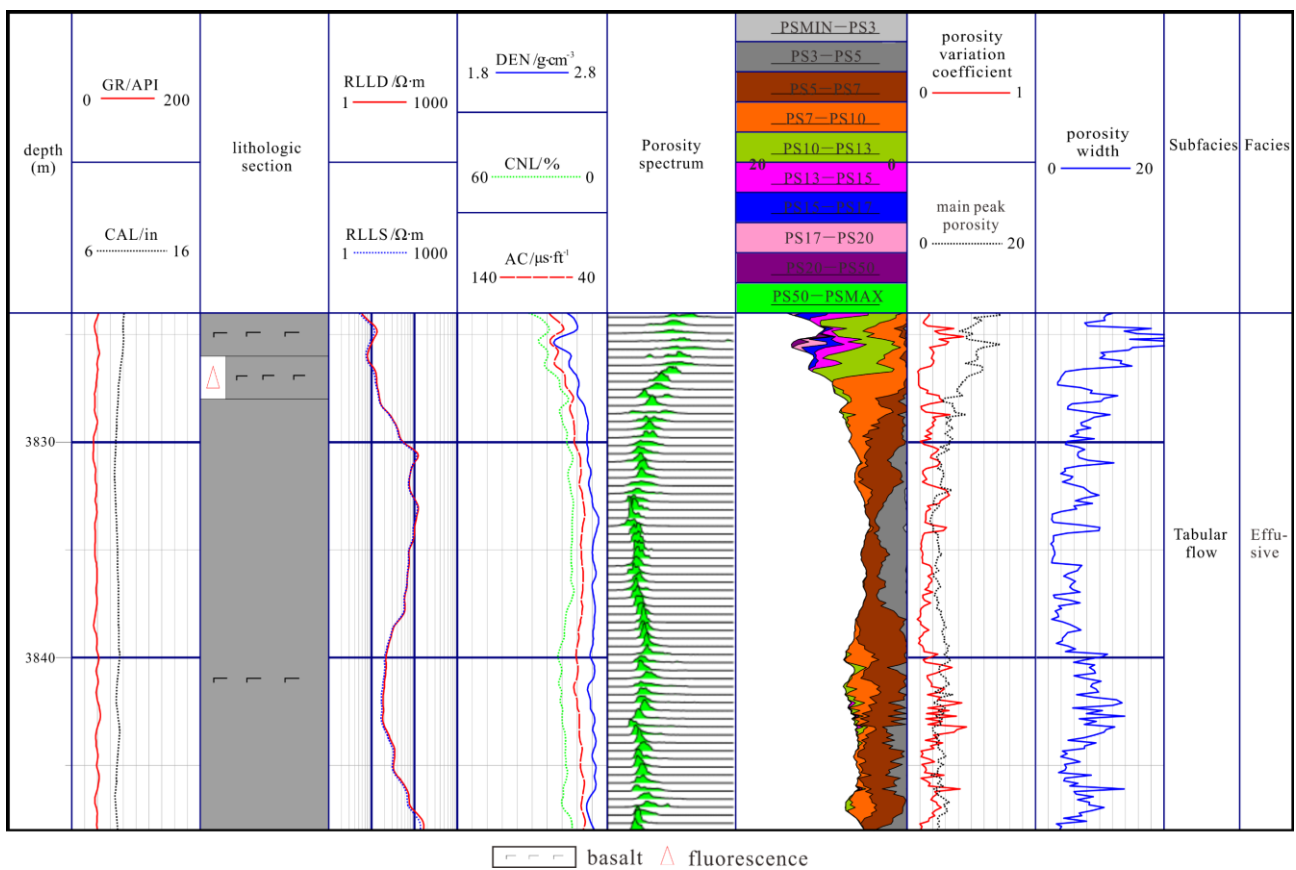 depth
(m)
GR/API
0 200
CAL/in
6 16
lithologic
section
RLLD/Ω·m
1 1000
RLLS/Ω·m
1 1000
DEN/g·cm⁻³
1.8 2.8
CNL/%
60 0
AC/μs·ft⁻¹
140 40
Porosity
spectrum
PSMIN—PS3
PS3—PS5
PS5—PS7
PS7—PS10
PS10—PS13
20 0
PS13—PS15
PS15—PS17
PS17—PS20
PS20—PS50
PS50—PSMAX
porosity
variation
coefficient
0 1
main peak
porosity
0 20
porosity
width
0 20
Subfacies
Facies
3830
3840
Tabular
flow
Effu-
sive
basalt
fluorescence